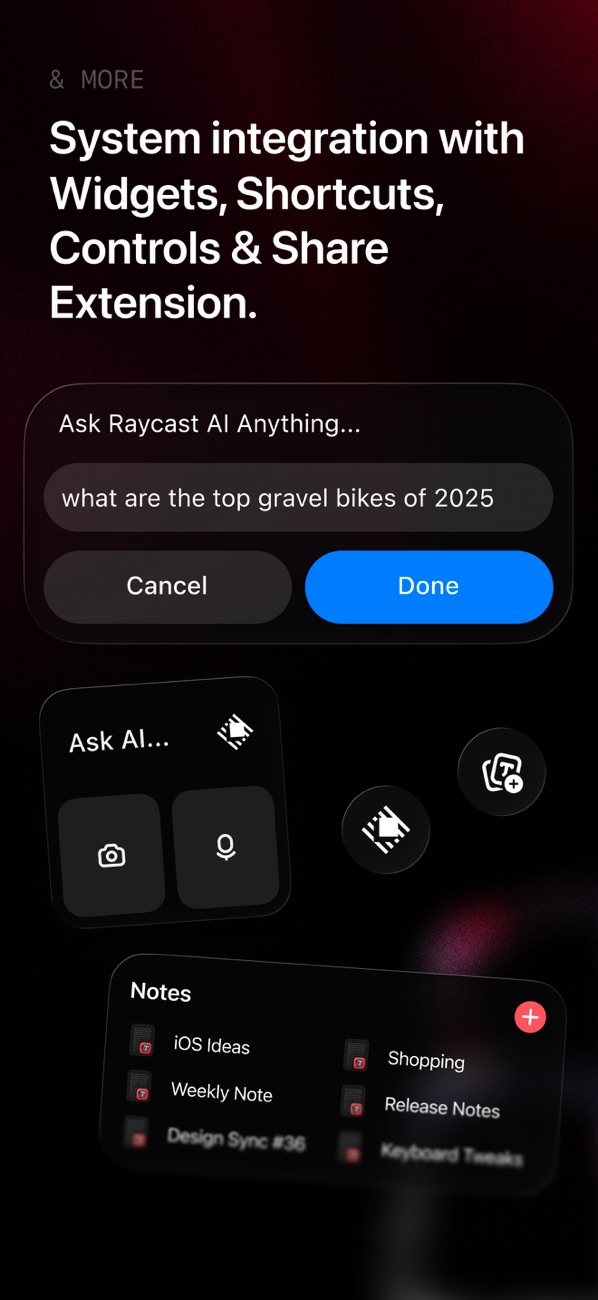 & MORE
System integration with
Widgets, Shortcuts,
Controls & Share
Extension.
Ask Raycast AI Anything...
what are the top gravel bikes of 2025
Cancel
Done
Ask AI...
Notes
iOS Ideas
Shopping
Weekly Note
Release Notes
Design Sync #36
Keyboard Tweaks